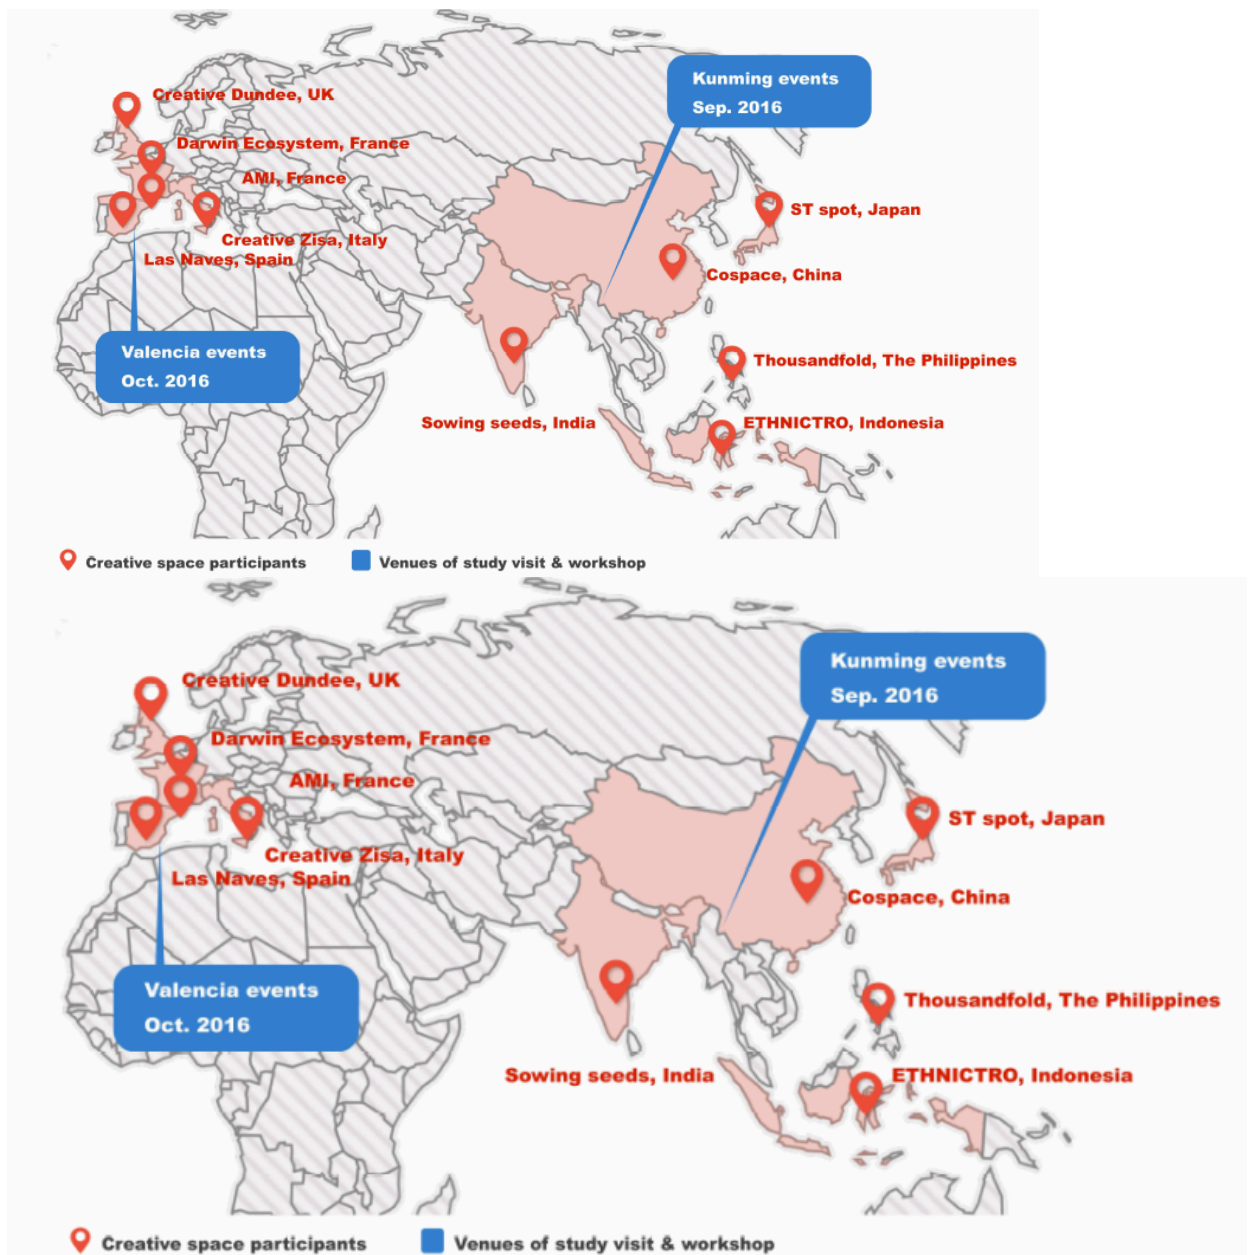 Creative Dundee, UK
Kunming events
Sep. 2016
Darwin Ecosystem, France
AMI, France
ST spot, Japan
Creative Zisa, Italy
Las Naves, Spain
Cospace, China
Valencia events
Oct. 2016
Thousandfold, The Philippines
Sowing seeds, India
ETHNICTRO, Indonesia
Creative space participants
Venues of study visit & workshop
Creative Dundee, UK
Kunming events
Sep. 2016
Darwin Ecosystem, France
AMI, France
ST spot, Japan
Creative Zisa, Italy
Las Naves, Spain
Cospace, China
Valencia events
Oct. 2016
Thousandfold, The Philippines
Sowing seeds, India
ETHNICTRO, Indonesia
Creative space participants
Venues of study visit & workshop